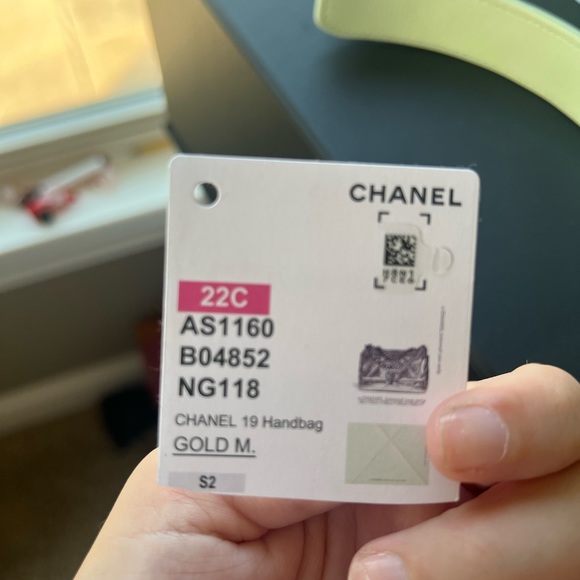 CHANEL
22C
AS1160
B04852
NG118
CHANEL 19 Handbag
GOLD M.
S2